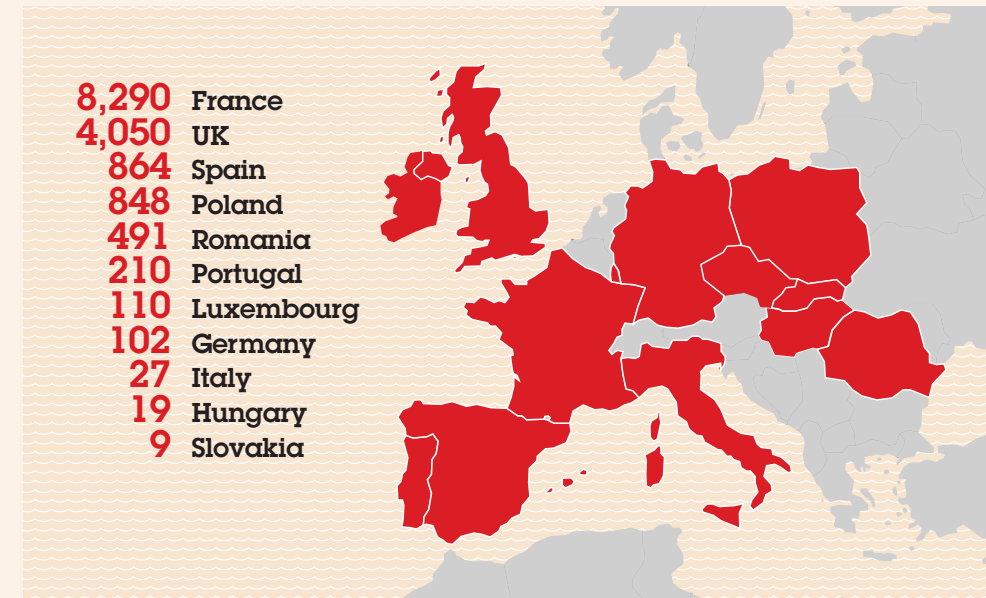 8,290 France
4,050 UK
864 Spain
848 Poland
491 Romania
210 Portugal
110 Luxembourg
102 Germany
27 Italy
19 Hungary
9 Slovakia